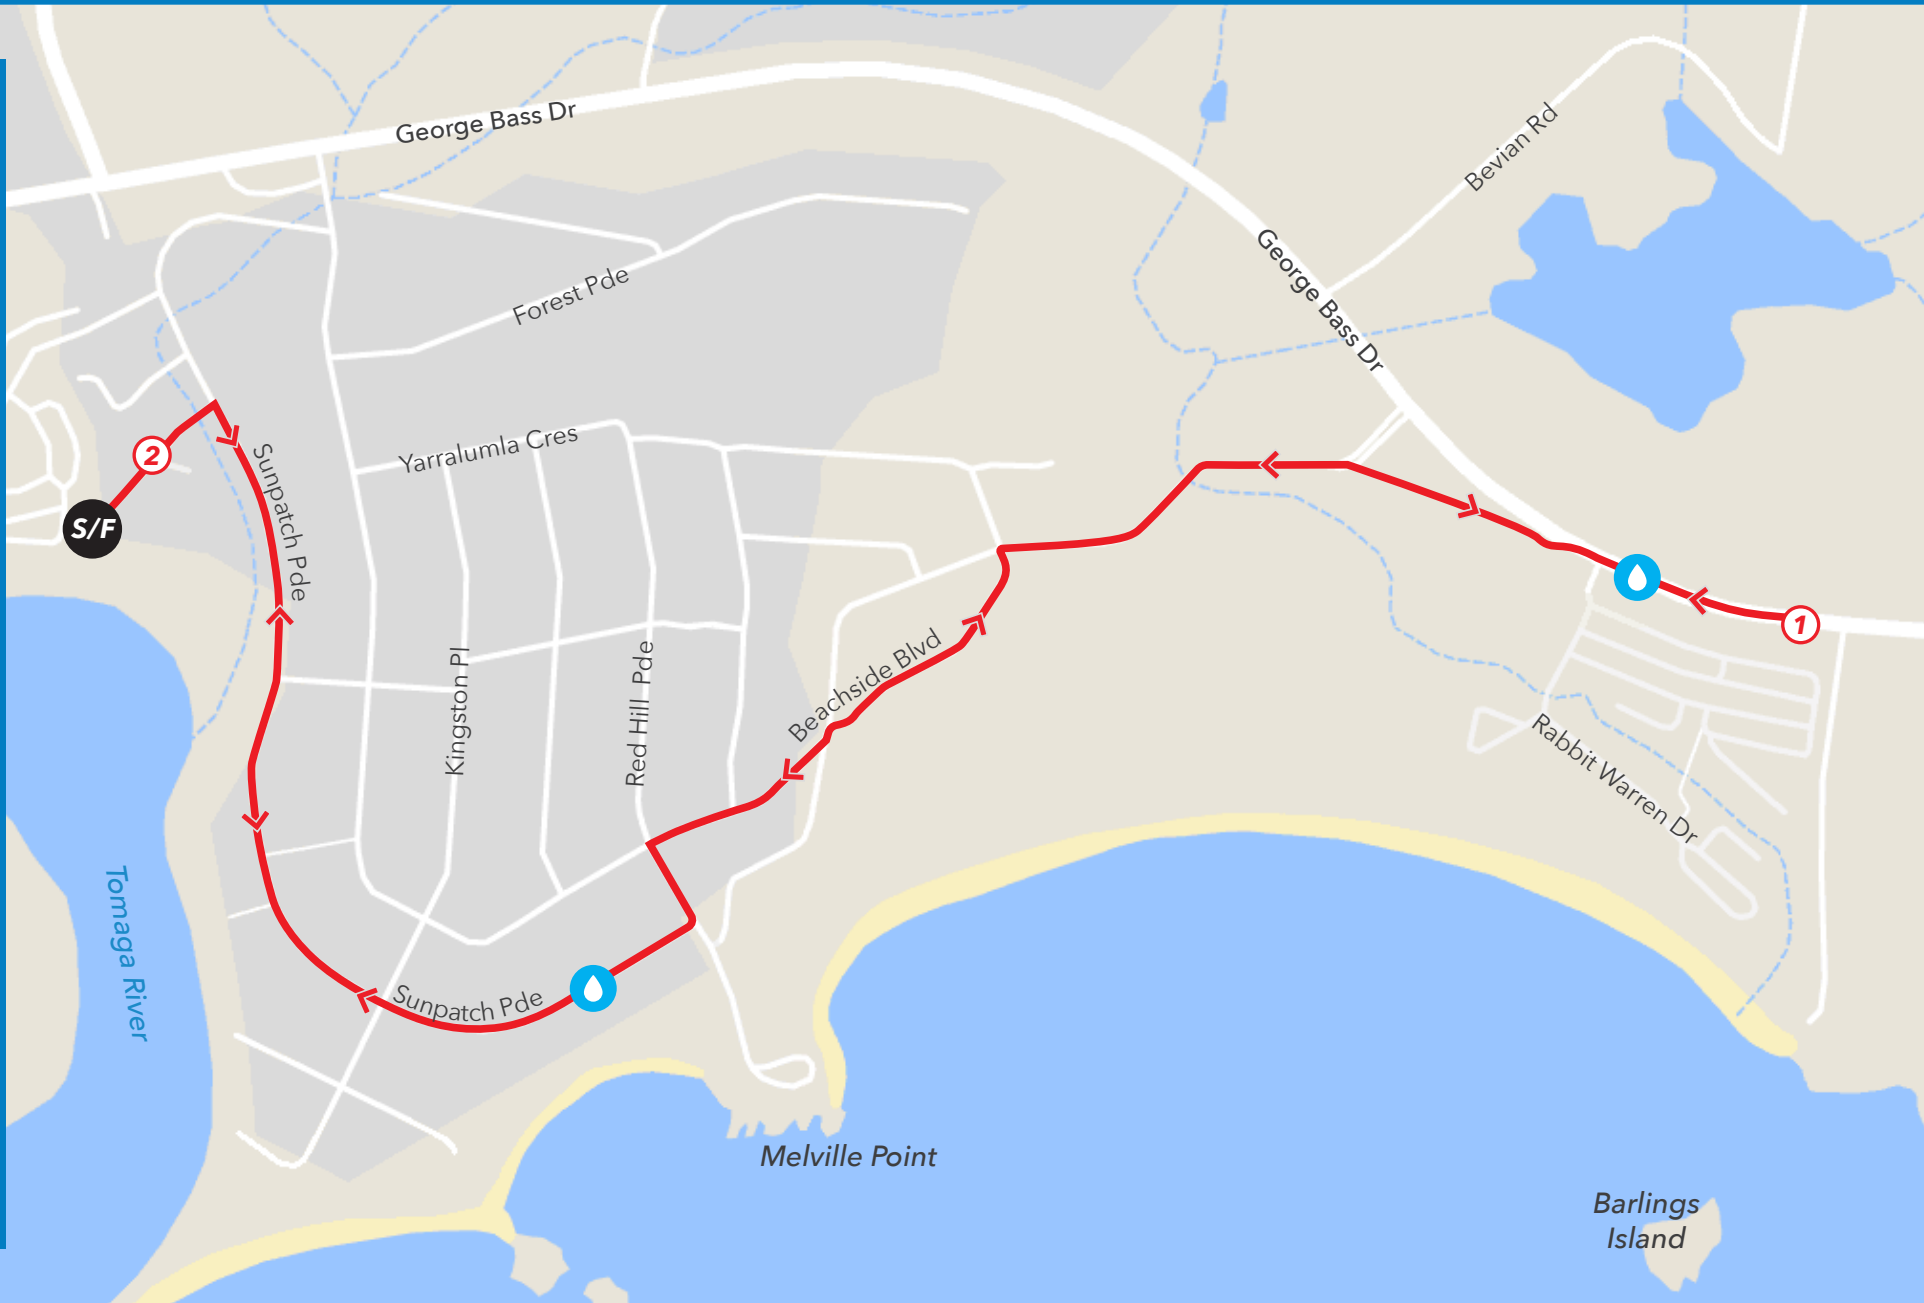 George Bass Dr
Bevian Rd
George Bass Dr
Forest Pde
Yarralumla Cres
2
Sunpatch Pde
S/F
1
Kingston Pl
Red Hill Pde
Beachside Blvd
Rabbit Warren Dr
Tomaga River
Sunpatch Pde
Melville Point
Barlings
Island